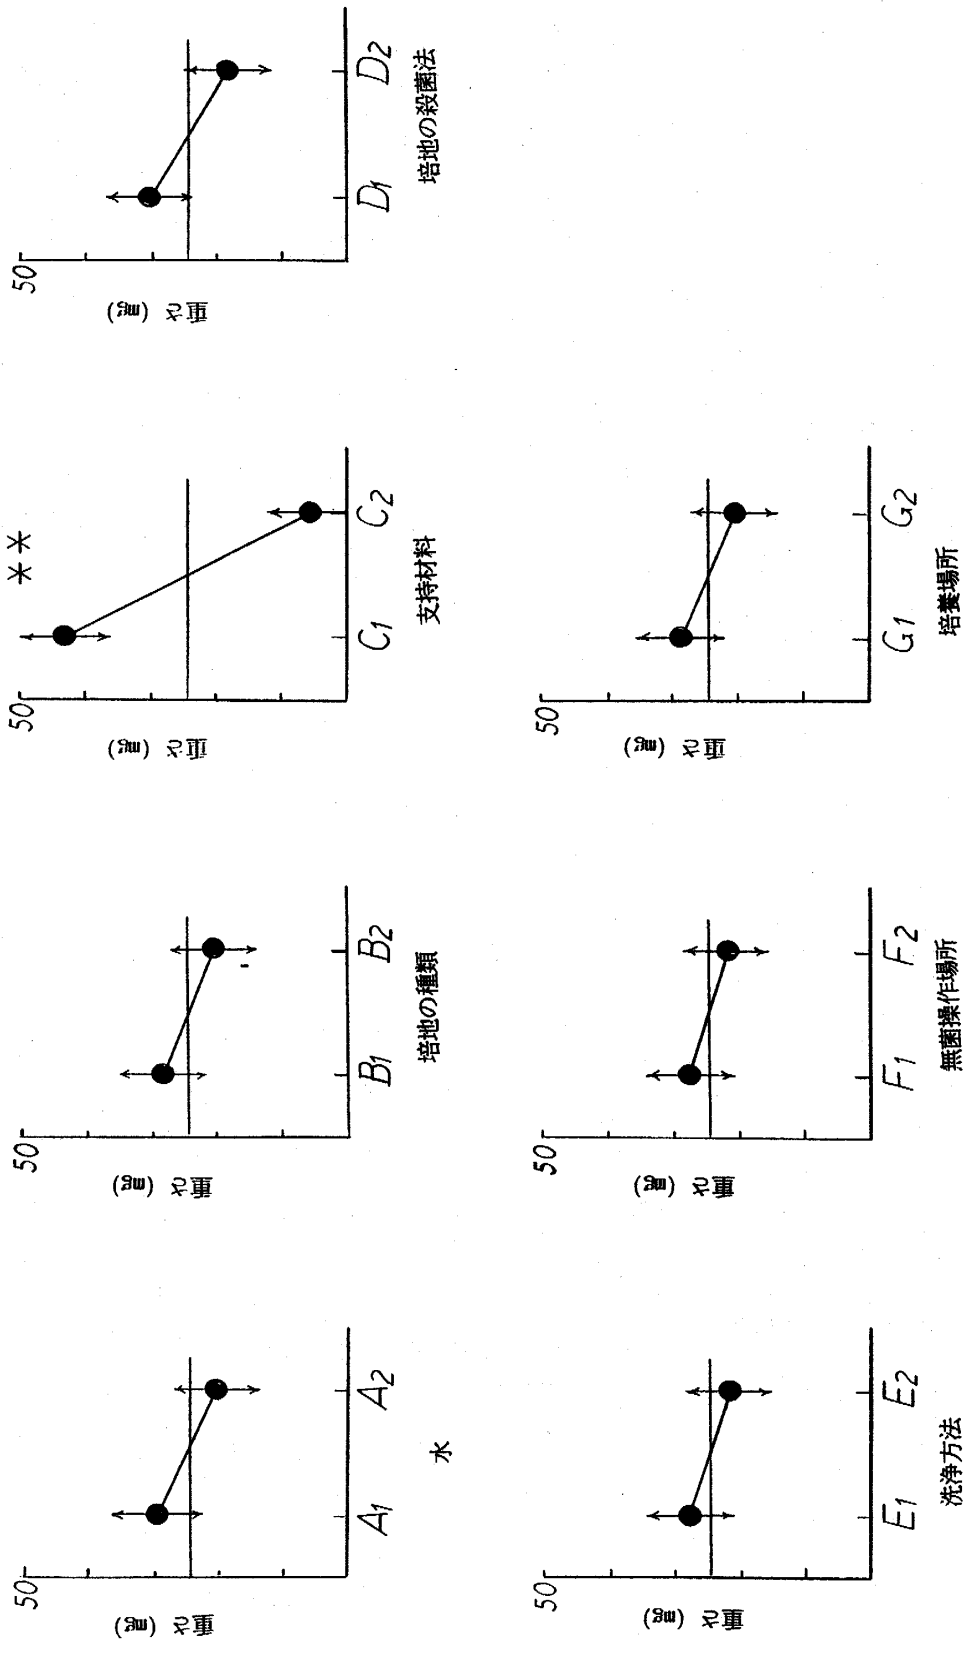 50
重さ (mg)
A1 A2
水
50
重さ (mg)
B1 B2
培地の種類
**
50
重さ (mg)
C1 C2
支持材料
50
重さ (mg)
D1 D2
培地の殺菌法
50
重さ (mg)
E1 E2
洗浄方法
50
重さ (mg)
F1 F2
無菌操作場所
50
重さ (mg)
G1 G2
培養場所